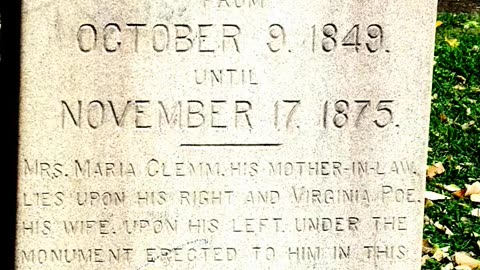 FROM
OCTOBER 9. 1849.
UNTIL
NOVEMBER 17. 1875.
MRS. MARIA CLEMM. HIS MOTHER-IN-LAW.
LIES UPON HIS RIGHT AND VIRGINIA POE.
HIS WIFE. UPON HIS LEFT. UNDER THE
MONUMENT ERECTED TO HIM IN THIS